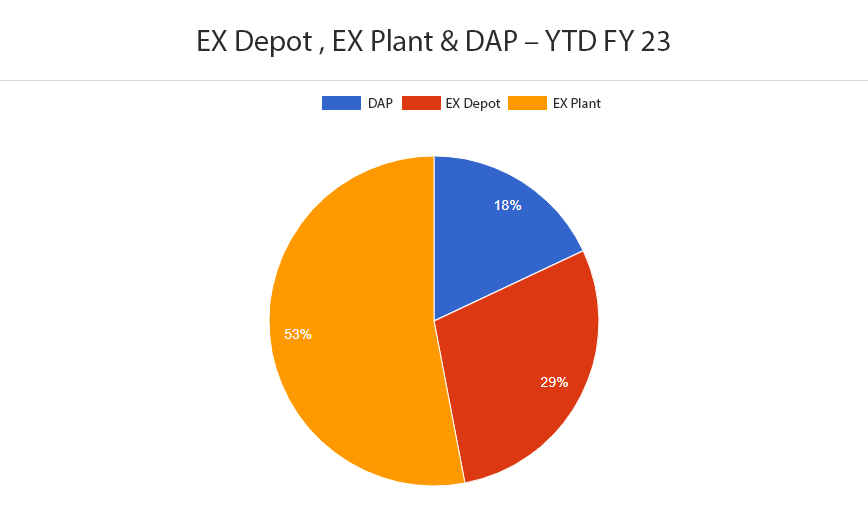 EX Depot , EX Plant & DAP – YTD FY 23
DAP EX Depot EX Plant
18%
53%
29%